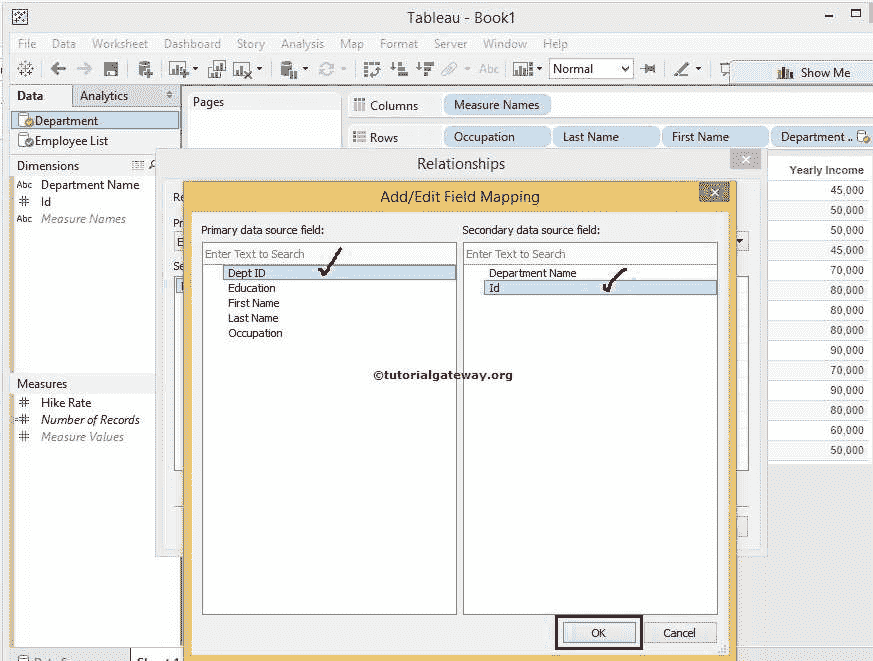 Tableau - Book1
File Data Worksheet Dashboard Story Analysis Map Format Server Window Help
Abc Normal Show Me
Data Analytics
Pages
Columns Measure Names
Rows Occupation Last Name First Name Department ..
Department
Employee List
Dimensions
Abc Department Name
Id
Abc Measure Names
Measures
Hike Rate
Number of Records
Measure Values
Relationships
Add/Edit Field Mapping
Primary data source field:
Enter Text to Search
Dept ID
Education
First Name
Last Name
Occupation
Secondary data source field:
Enter Text to Search
Department Name
Id
©tutorialgateway.org
OK Cancel
Yearly Income
45,000
50,000
50,000
45,000
70,000
80,000
80,000
80,000
90,000
70,000
90,000
80,000
60,000
50,000